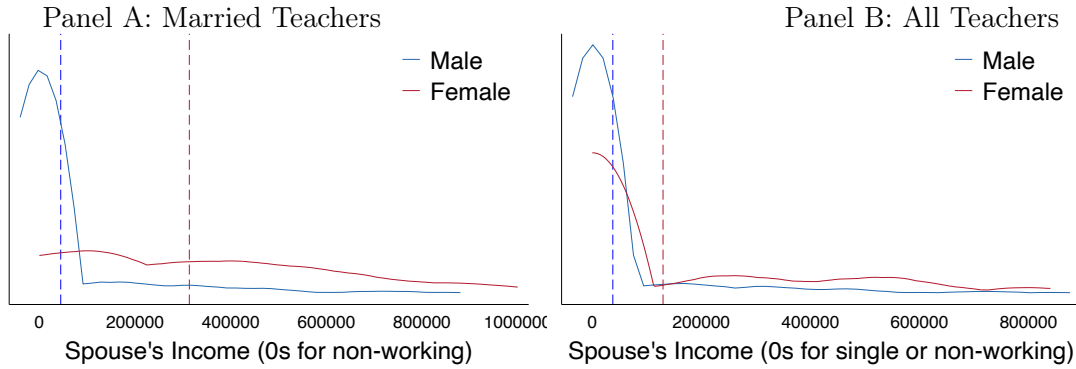 Panel A: Married Teachers
Male
Female
0 200000 400000 600000 800000 1000000
Spouse's Income (0s for non-working)
Panel B: All Teachers
Male
Female
0 200000 400000 600000 800000
Spouse's Income (0s for single or non-working)